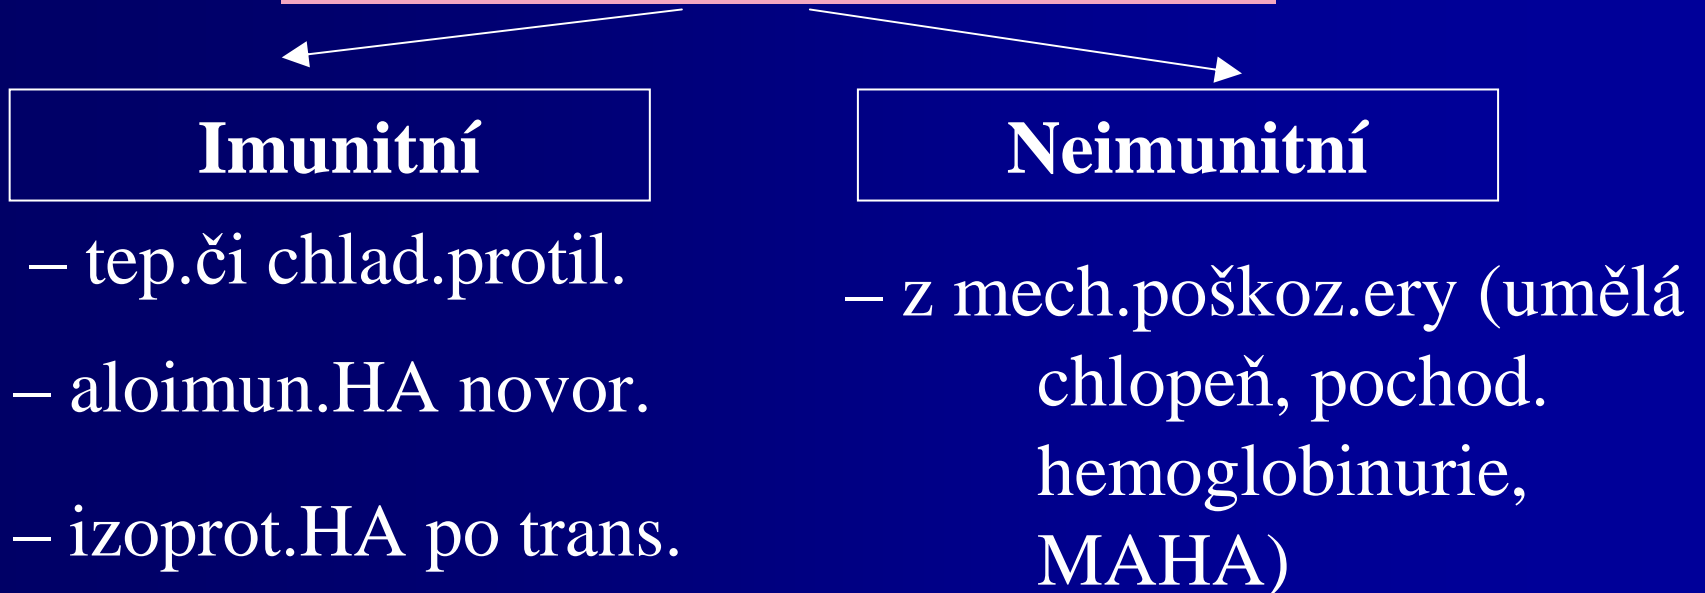 Imunitní
– tep.či chlad.protil.
– aloimun.HA novor.
– izoprot.HA po trans.
Neimunitní
– z mech.poškoz.ery (umělá
chlopeň, pochod.
hemoglobinurie,
MAHA)